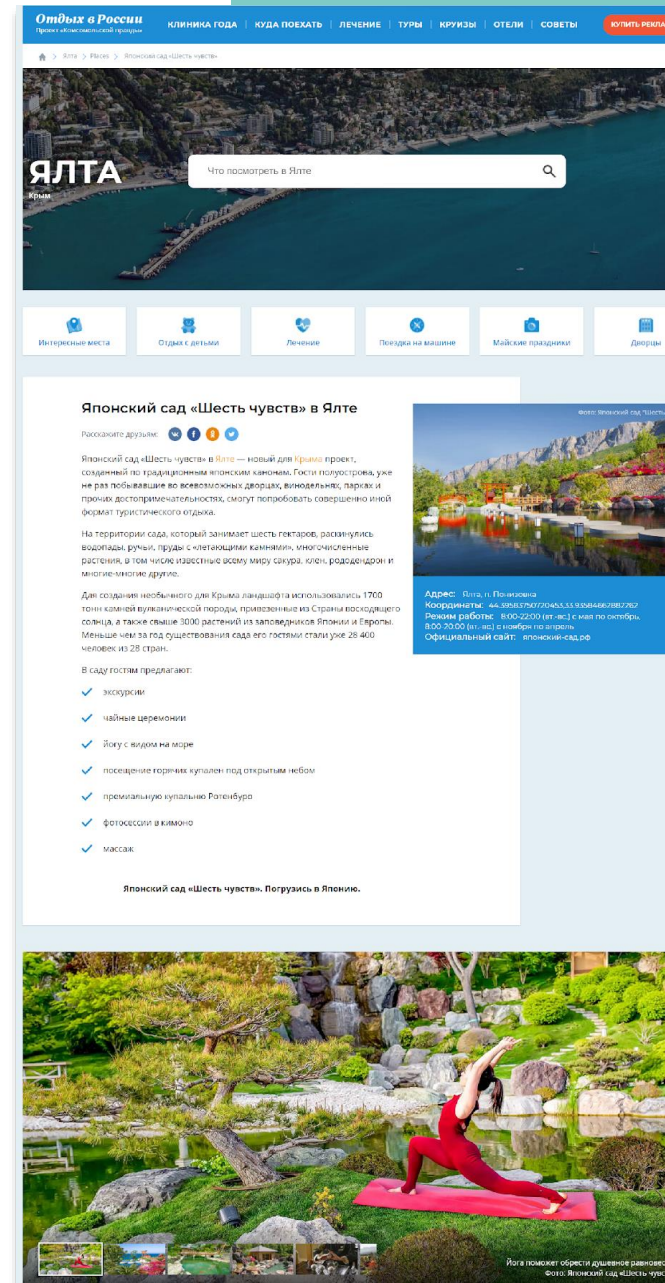 Отдых в России
Проект «Комсомольской правды»
КЛИНИКА ГОДА | КУДА ПОЕХАТЬ | ЛЕЧЕНИЕ | ТУРЫ | КРУИЗЫ | ОТЕЛИ | СОВЕТЫ
КУПИТЬ РЕКЛА
Ялта > Places > Японский сад «Шесть чувств»
ЯЛТА
Крым
Что посмотреть в Ялте
Интересные места
Отдых с детьми
Лечение
Поездка на машине
Майские праздники
Дворцы
Японский сад «Шесть чувств» в Ялте
Расскажите друзьям:
Японский сад «Шесть чувств» в Ялте — новый для Крыма проект,
созданный по традиционным японским канонам. Гости полуострова, уже
не раз побывавшие во всевозможных дворцах, винодельнях, парках и
прочих достопримечательностях, смогут попробовать совершенно иной
формат туристического отдыха.
На территории сада, который занимает шесть гектаров, раскинулись
водопады, ручьи, пруды с «летающими камнями», многочисленные
растения, в том числе известные всему миру сакура, клен, рододендрон и
многие-многие другие.
Для создания необычного для Крыма ландшафта использовались 1700
тонн камней вулканической породы, привезенные из Страны восходящего
солнца, а также свыше 3000 растений из заповедников Японии и Европы.
Меньше чем за год существования сада его гостями стали уже 28 400
человек из 28 стран.
В саду гостям предлагают:
экскурсии
чайные церемонии
йогу с видом на море
посещение горячих купален под открытым небом
премиальную купальню Ротенбуро
фотосессии в кимоно
массаж
Японский сад «Шесть чувств». Погрузись в Японию.
Фото: Японский сад "Шесть
Адрес: Ялта, п. Понизовка
Координаты: 44.39583750720453,33.93584662882262
Режим работы: 8:00-22:00 (вт.-вс.) с мая по октябрь,
8:00-20:00 (вт.-вс.) с ноября по апрель
Официальный сайт: японский-сад.рф
Йога поможет обрести душевное равнове
Фото: Японский сад «Шесть чувс